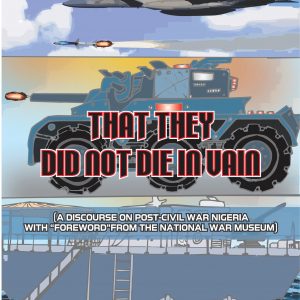 THAT THEY
DID NOT DIE IN VAIN
(A DISCOURSE ON POST-CIVIL WAR NIGERIA
WITH "FOREWORD"FROM THE NATIONAL WAR MUSEUM)